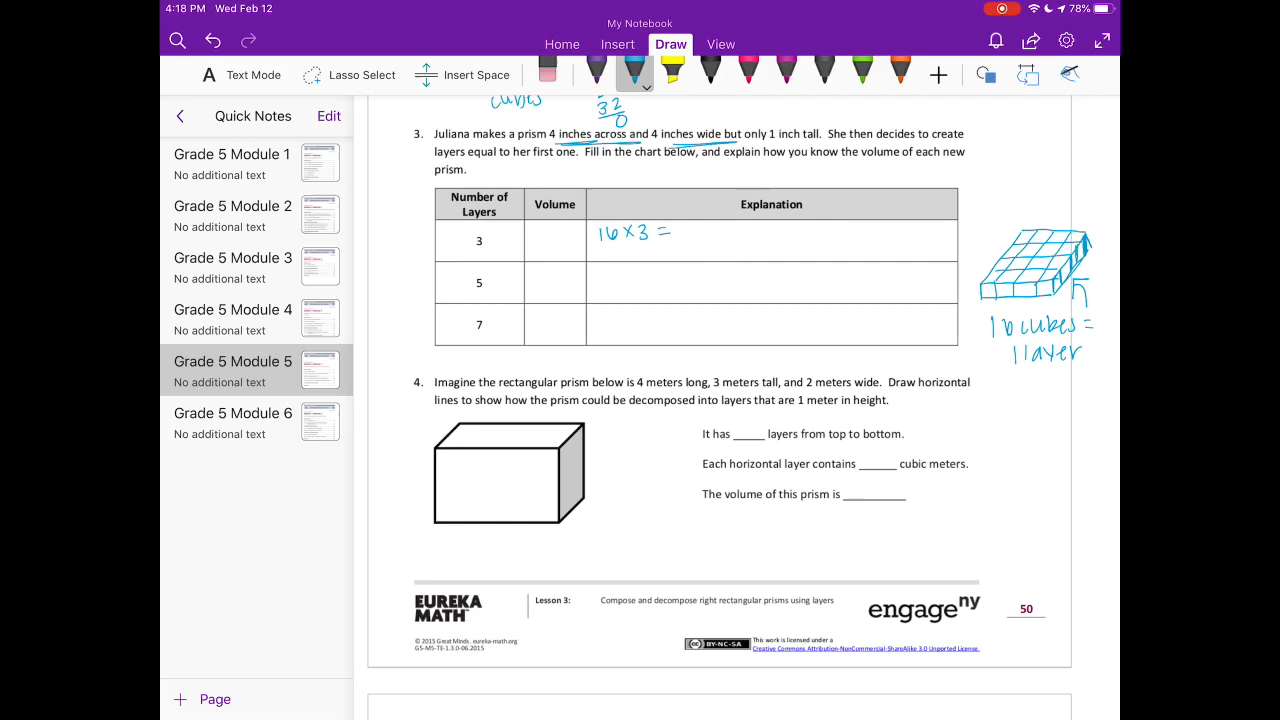 4:18 PM Wed Feb 12
78%
My Notebook
Home Insert Draw View
A Text Mode Lasso Select Insert Space
Quick Notes Edit
Grade 5 Module 1
No additional text
Grade 5 Module 2
No additional text
Grade 5 Module 3
No additional text
Grade 5 Module 4
No additional text
Grade 5 Module 5
No additional text
Grade 5 Module 6
No additional text
Page
cubes
32
0
3. Juliana makes a prism 4 inches across and 4 inches wide but only 1 inch tall. She then decides to create
layers equal to her first one. Fill in the chart below, and explain how you know the volume of each new
prism.
Number of Layers Volume Explanation
3 16 × 3 =
5
16 cubes =
1 layer
4. Imagine the rectangular prism below is 4 meters long, 3 meters tall, and 2 meters wide. Draw horizontal
lines to show how the prism could be decomposed into layers that are 1 meter in height.
It has _____ layers from top to bottom.
Each horizontal layer contains ______ cubic meters.
The volume of this prism is __________
EUREKA
MATH
Lesson 3: Compose and decompose right rectangular prisms using layers
engageny
50
© 2015 Great Minds. eureka-math.org
G5-M5-TE-1.3.0-06.2015
BY-NC-SA
This work is licensed under a
Creative Commons Attribution-NonCommercial-ShareAlike 3.0 Unported License.